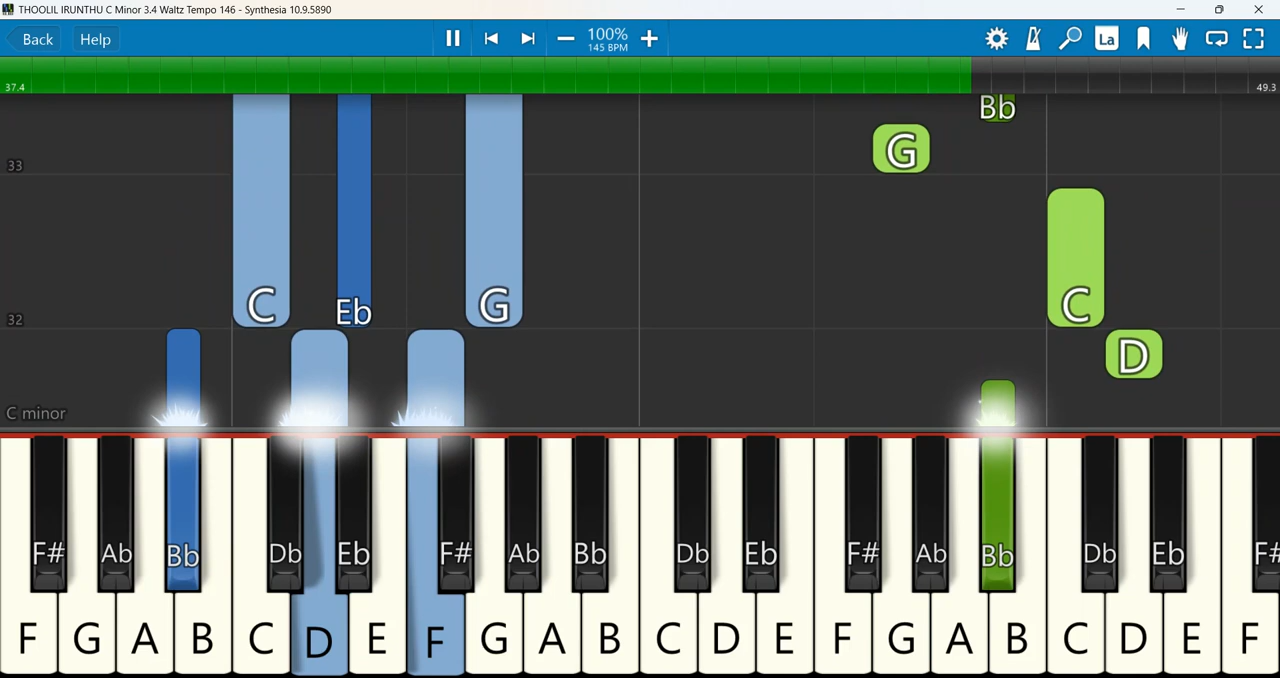 THOOLIL IRUNTHU C Minor 3.4 Waltz Tempo 146 - Synthesia 10.9.5890
Back Help 100% La
145 BPM
37.4 49.3
Bb
G
33
C Eb G C
32
D
C minor
F# Ab Bb Db Eb F# Ab Bb Db Eb F# Ab Bb Db Eb F#
F G A B C D E F G A B C D E F G A B C D E F